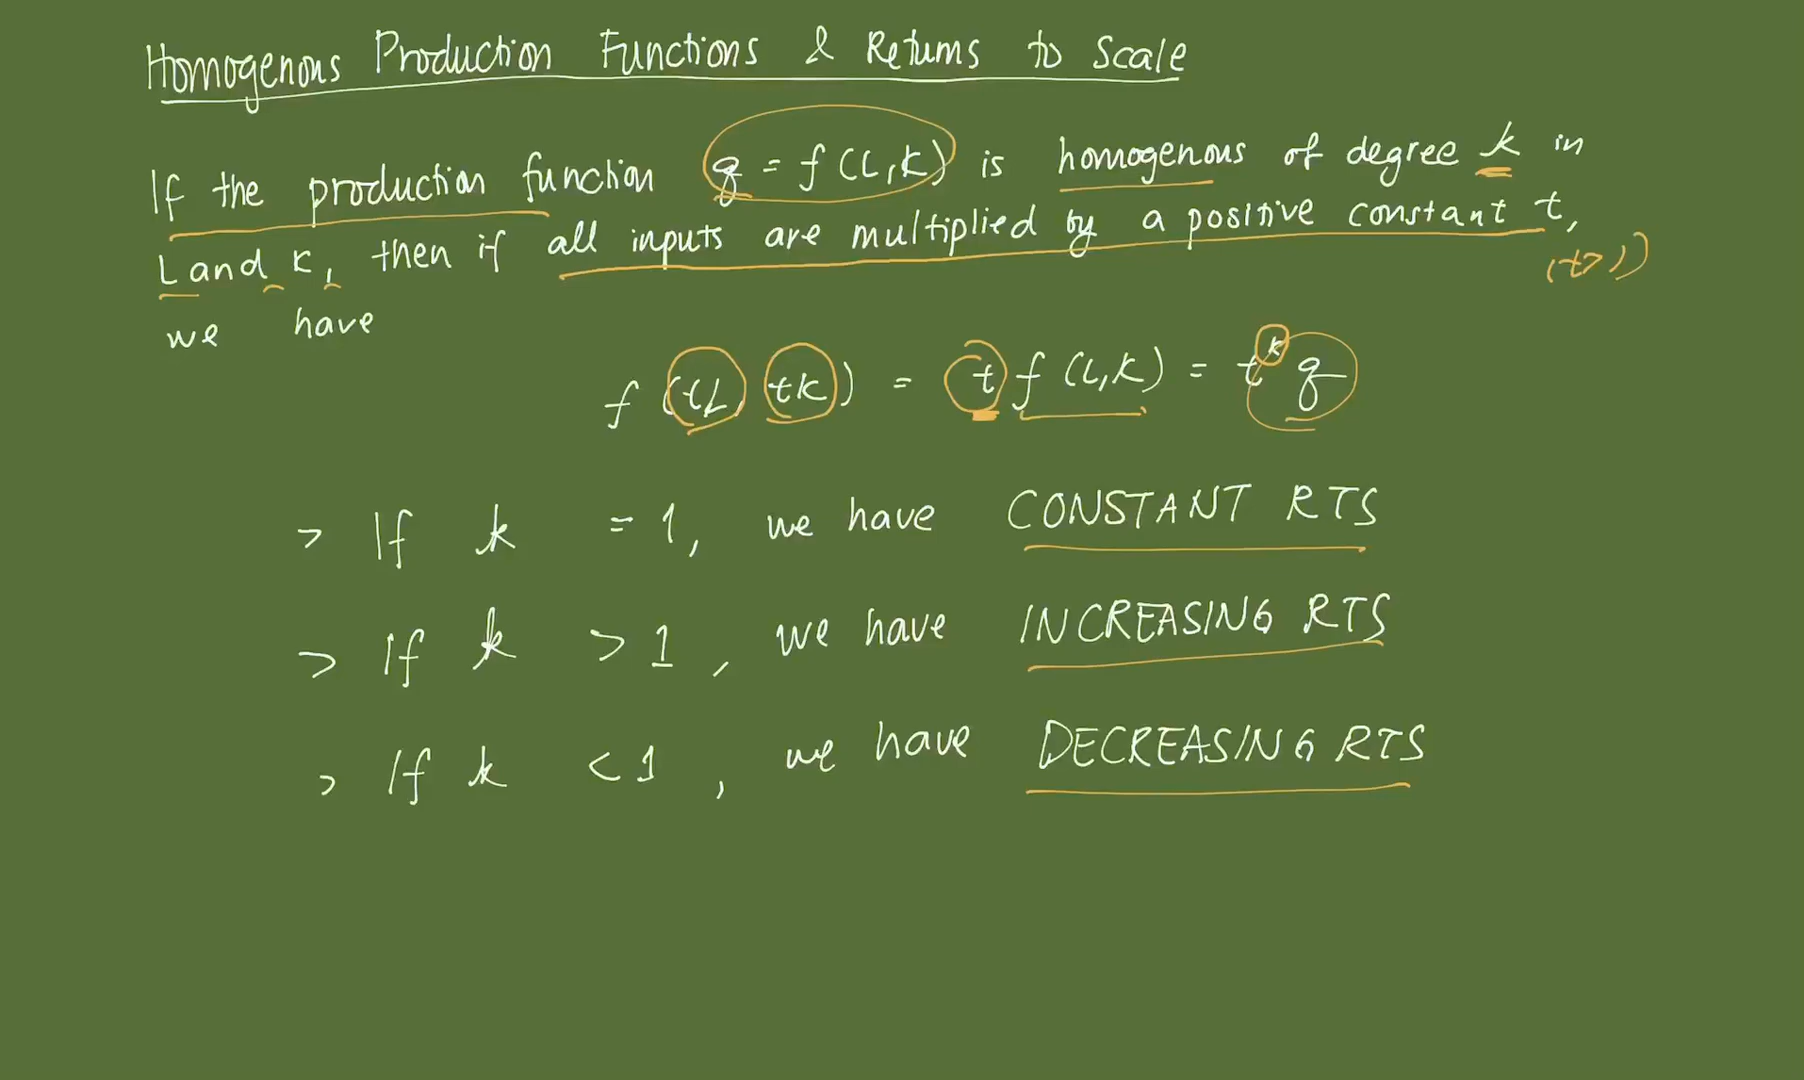 Homogenous Production Functions & Returns to Scale
If the production function q = f(L,K) is homogenous of degree k in
L and K, then if all inputs are multiplied by a positive constant t,
(t>1)
we have
f (tL, tK) = t f (L,K) = t^k q
> If k = 1, we have CONSTANT RTS
> If k > 1, we have INCREASING RTS
> If k < 1, we have DECREASING RTS